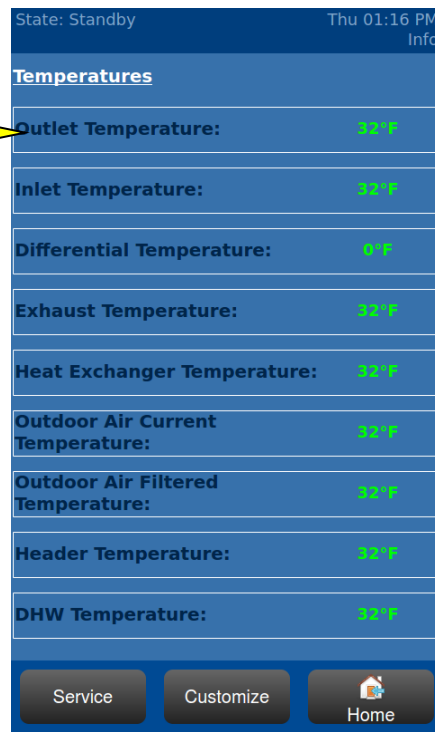 State: Standby Thu 01:16 PM
Info
Temperatures
Outlet Temperature: 32°F
Inlet Temperature: 32°F
Differential Temperature: 0°F
Exhaust Temperature: 32°F
Heat Exchanger Temperature: 32°F
Outdoor Air Current
Temperature: 32°F
Outdoor Air Filtered
Temperature: 32°F
Header Temperature: 32°F
DHW Temperature: 32°F
Service Customize Home